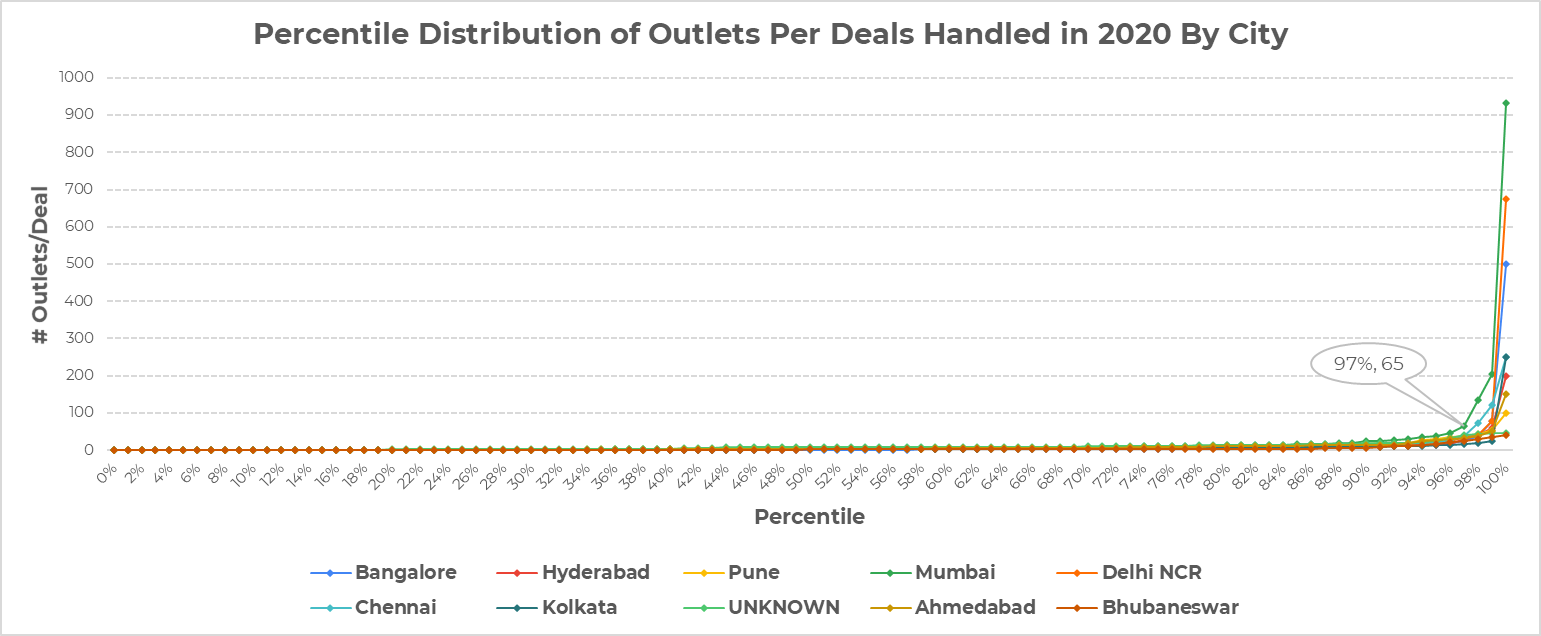 Percentile Distribution of Outlets Per Deals Handled in 2020 By City
# Outlets/Deal
1000
900
800
700
600
500
400
300
200
100
0
97%, 65
0% 2% 4% 6% 8% 10% 12% 14% 16% 18% 20% 22% 24% 26% 28% 30% 32% 34% 36% 38% 40% 42% 44% 46% 48% 50% 52% 54% 56% 58% 60% 62% 64% 66% 68% 70% 72% 74% 76% 78% 80% 82% 84% 86% 88% 90% 92% 94% 96% 98% 100%
Percentile
Bangalore Hyderabad Pune Mumbai Delhi NCR
Chennai Kolkata UNKNOWN Ahmedabad Bhubaneswar